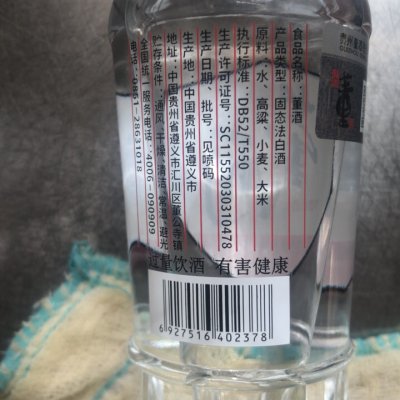 食品名称：董酒
产品类型：固态法白酒
原料：水、高粱、小麦、大米
执行标准：DB52/T550
生产许可证号：SC11552030310478
生产日期、批号：见喷码
生产地：中国贵州省遵义市
地址：中国贵州省遵义市汇川区董公寺镇
贮存条件：通风、干燥、清洁、常温、避光
全国统一服务电话：4006-090909
：0851-28631018
过量饮酒 有害健康
6 927516 402378